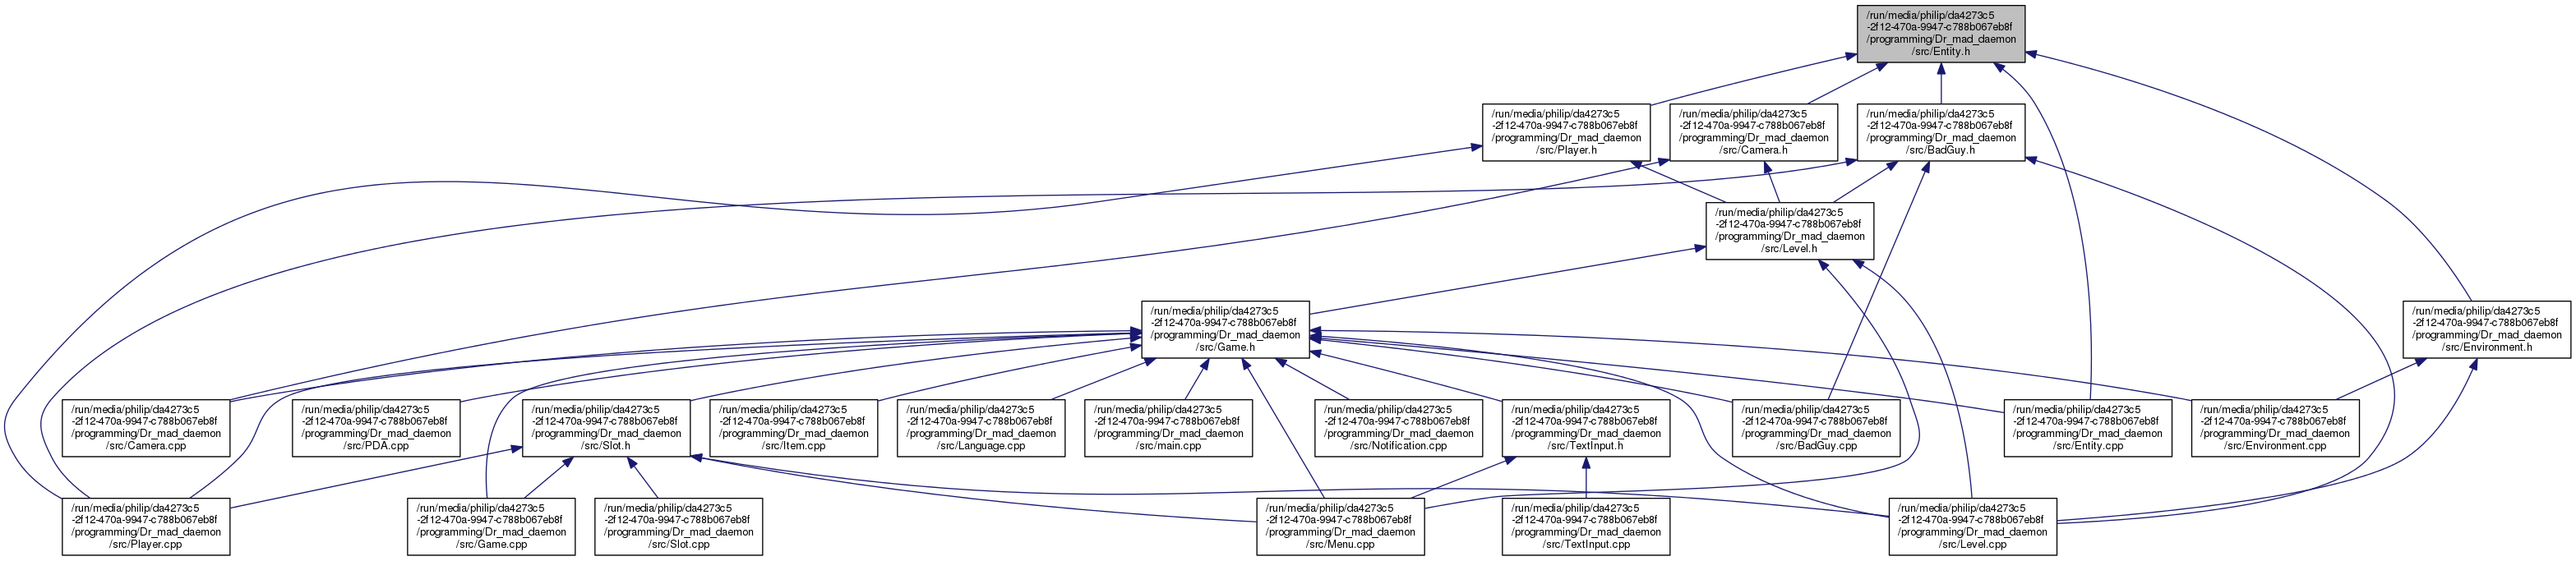 /run/media/philip/da4273c5
-2f12-470a-9947-c788b067eb8f
/programming/Dr_mad_daemon
/src/Entity.h
/run/media/philip/da4273c5
-2f12-470a-9947-c788b067eb8f
/programming/Dr_mad_daemon
/src/Player.h
/run/media/philip/da4273c5
-2f12-470a-9947-c788b067eb8f
/programming/Dr_mad_daemon
/src/Camera.h
/run/media/philip/da4273c5
-2f12-470a-9947-c788b067eb8f
/programming/Dr_mad_daemon
/src/BadGuy.h
/run/media/philip/da4273c5
-2f12-470a-9947-c788b067eb8f
/programming/Dr_mad_daemon
/src/Level.h
/run/media/philip/da4273c5
-2f12-470a-9947-c788b067eb8f
/programming/Dr_mad_daemon
/src/Game.h
/run/media/philip/da4273c5
-2f12-470a-9947-c788b067eb8f
/programming/Dr_mad_daemon
/src/Environment.h
/run/media/philip/da4273c5
-2f12-470a-9947-c788b067eb8f
/programming/Dr_mad_daemon
/src/Camera.cpp
/run/media/philip/da4273c5
-2f12-470a-9947-c788b067eb8f
/programming/Dr_mad_daemon
/src/PDA.cpp
/run/media/philip/da4273c5
-2f12-470a-9947-c788b067eb8f
/programming/Dr_mad_daemon
/src/Slot.h
/run/media/philip/da4273c5
-2f12-470a-9947-c788b067eb8f
/programming/Dr_mad_daemon
/src/Item.cpp
/run/media/philip/da4273c5
-2f12-470a-9947-c788b067eb8f
/programming/Dr_mad_daemon
/src/Language.cpp
/run/media/philip/da4273c5
-2f12-470a-9947-c788b067eb8f
/programming/Dr_mad_daemon
/src/main.cpp
/run/media/philip/da4273c5
-2f12-470a-9947-c788b067eb8f
/programming/Dr_mad_daemon
/src/Notification.cpp
/run/media/philip/da4273c5
-2f12-470a-9947-c788b067eb8f
/programming/Dr_mad_daemon
/src/TextInput.h
/run/media/philip/da4273c5
-2f12-470a-9947-c788b067eb8f
/programming/Dr_mad_daemon
/src/BadGuy.cpp
/run/media/philip/da4273c5
-2f12-470a-9947-c788b067eb8f
/programming/Dr_mad_daemon
/src/Entity.cpp
/run/media/philip/da4273c5
-2f12-470a-9947-c788b067eb8f
/programming/Dr_mad_daemon
/src/Environment.cpp
/run/media/philip/da4273c5
-2f12-470a-9947-c788b067eb8f
/programming/Dr_mad_daemon
/src/Player.cpp
/run/media/philip/da4273c5
-2f12-470a-9947-c788b067eb8f
/programming/Dr_mad_daemon
/src/Game.cpp
/run/media/philip/da4273c5
-2f12-470a-9947-c788b067eb8f
/programming/Dr_mad_daemon
/src/Slot.cpp
/run/media/philip/da4273c5
-2f12-470a-9947-c788b067eb8f
/programming/Dr_mad_daemon
/src/Menu.cpp
/run/media/philip/da4273c5
-2f12-470a-9947-c788b067eb8f
/programming/Dr_mad_daemon
/src/TextInput.cpp
/run/media/philip/da4273c5
-2f12-470a-9947-c788b067eb8f
/programming/Dr_mad_daemon
/src/Level.cpp